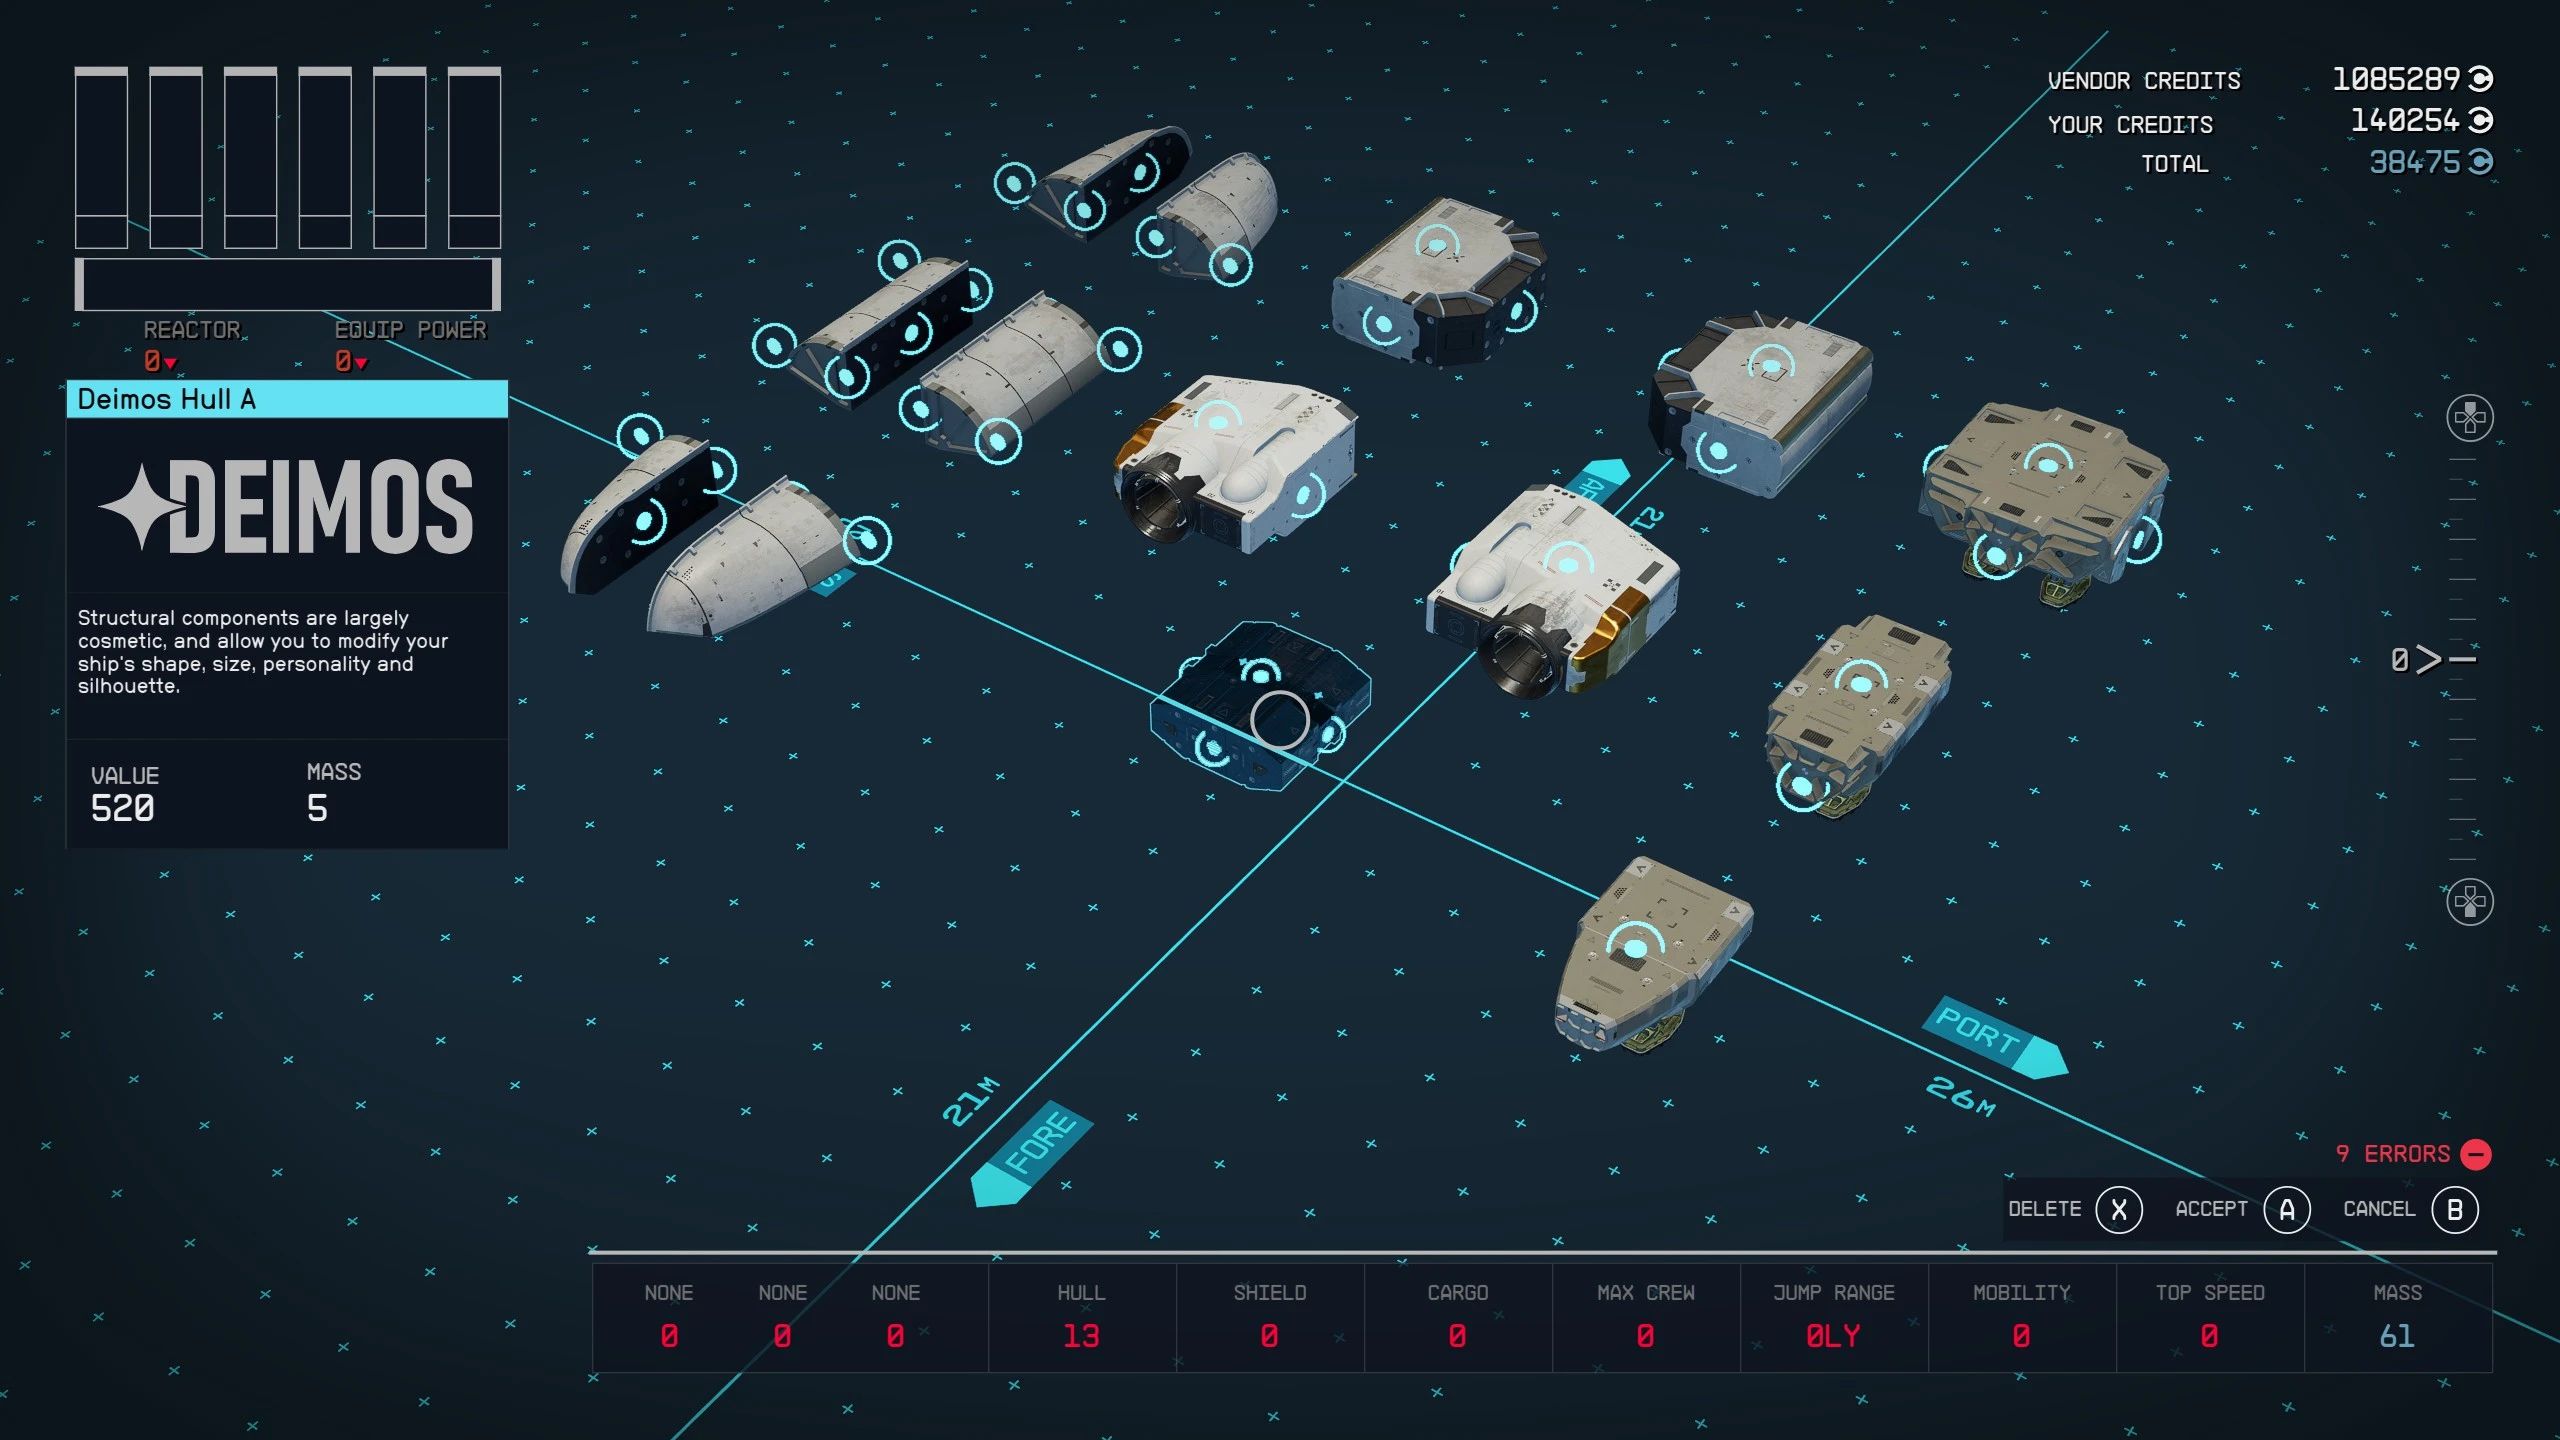 VENDOR CREDITS 1085289
YOUR CREDITS 140254
TOTAL 38475
REACTOR EQUIP POWER
0 0
Deimos Hull A
DEIMOS
Structural components are largely
cosmetic, and allow you to modify your
ship's shape, size, personality and
silhouette.
VALUE MASS
520 5
21
0
PORT
26M
21M
FORE
9 ERRORS
DELETE X ACCEPT A CANCEL B
NONE NONE NONE HULL SHIELD CARGO MAX CREW JUMP RANGE MOBILITY TOP SPEED MASS
0 0 0 13 0 0 0 0LY 0 0 61